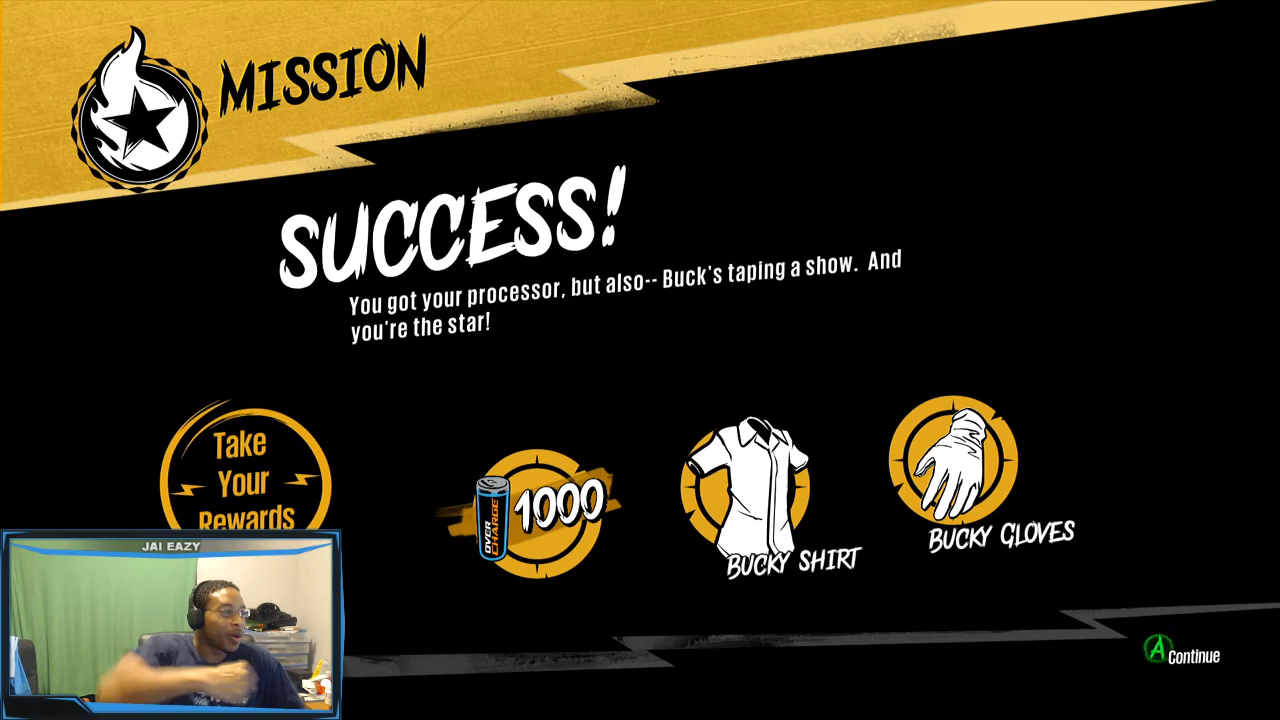 MISSION
SUCCESS!
You got your processor, but also-- Buck's taping a show. And
you're the star!
Take
Your
Rewards
OVER
CHARGE
1000
BUCKY SHIRT
BUCKY GLOVES
JAI EAZY
A Continue